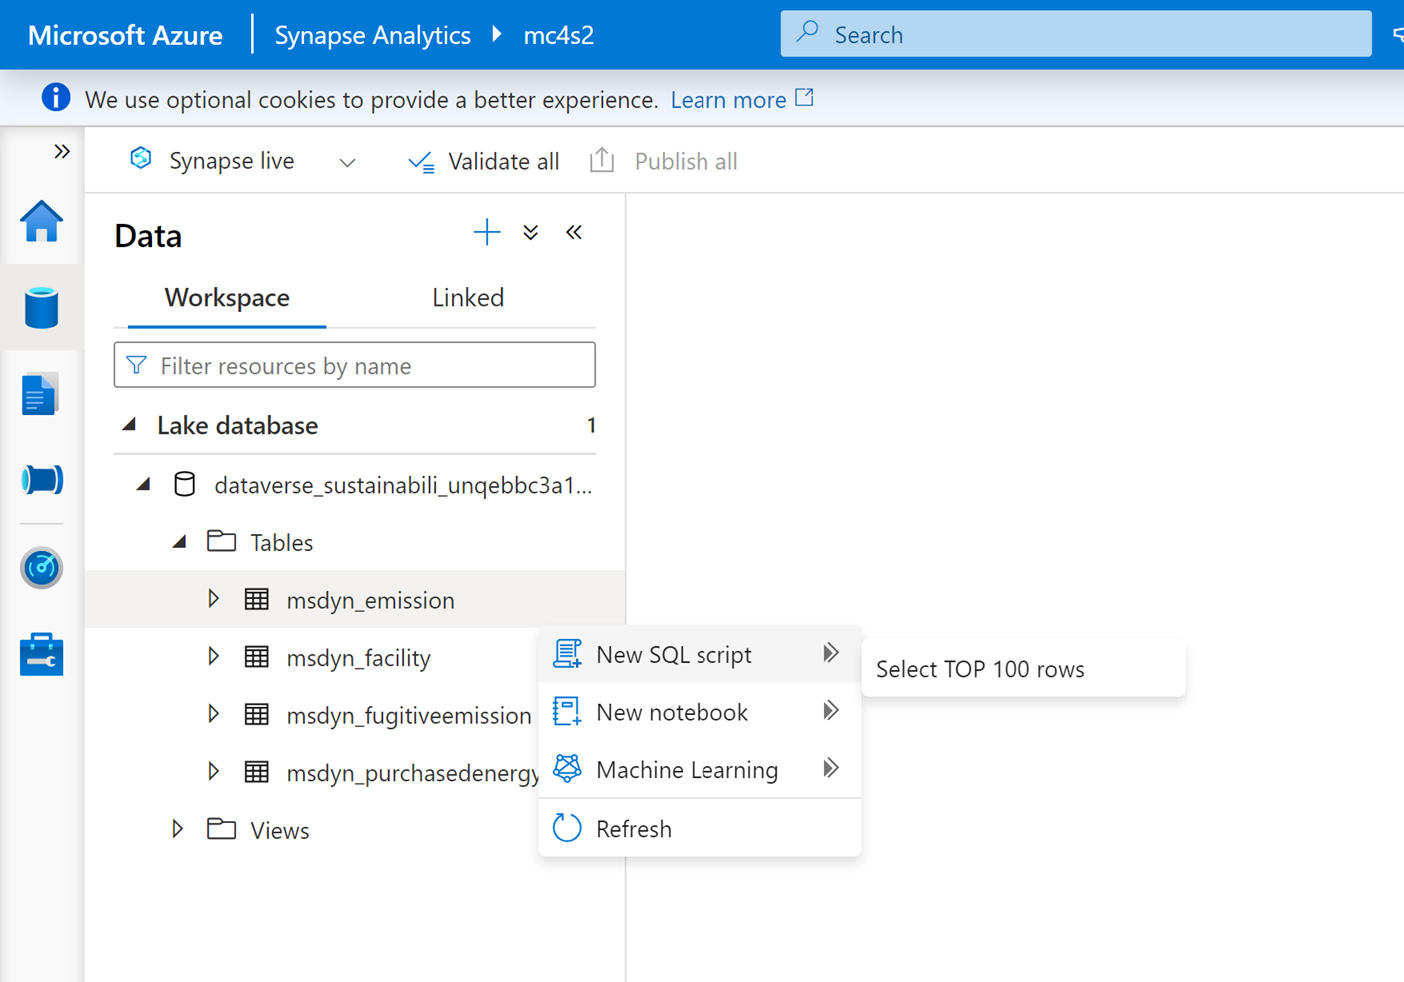 Microsoft Azure Synapse Analytics mc4s2 Search
We use optional cookies to provide a better experience. Learn more
Synapse live Validate all Publish all
Data
Workspace Linked
Filter resources by name
Lake database 1
dataverse_sustainabili_unqebbc3a1...
Tables
msdyn_emission
msdyn_facility
msdyn_fugitiveemission
msdyn_purchasedenergy
Views
New SQL script
Select TOP 100 rows
New notebook
Machine Learning
Refresh